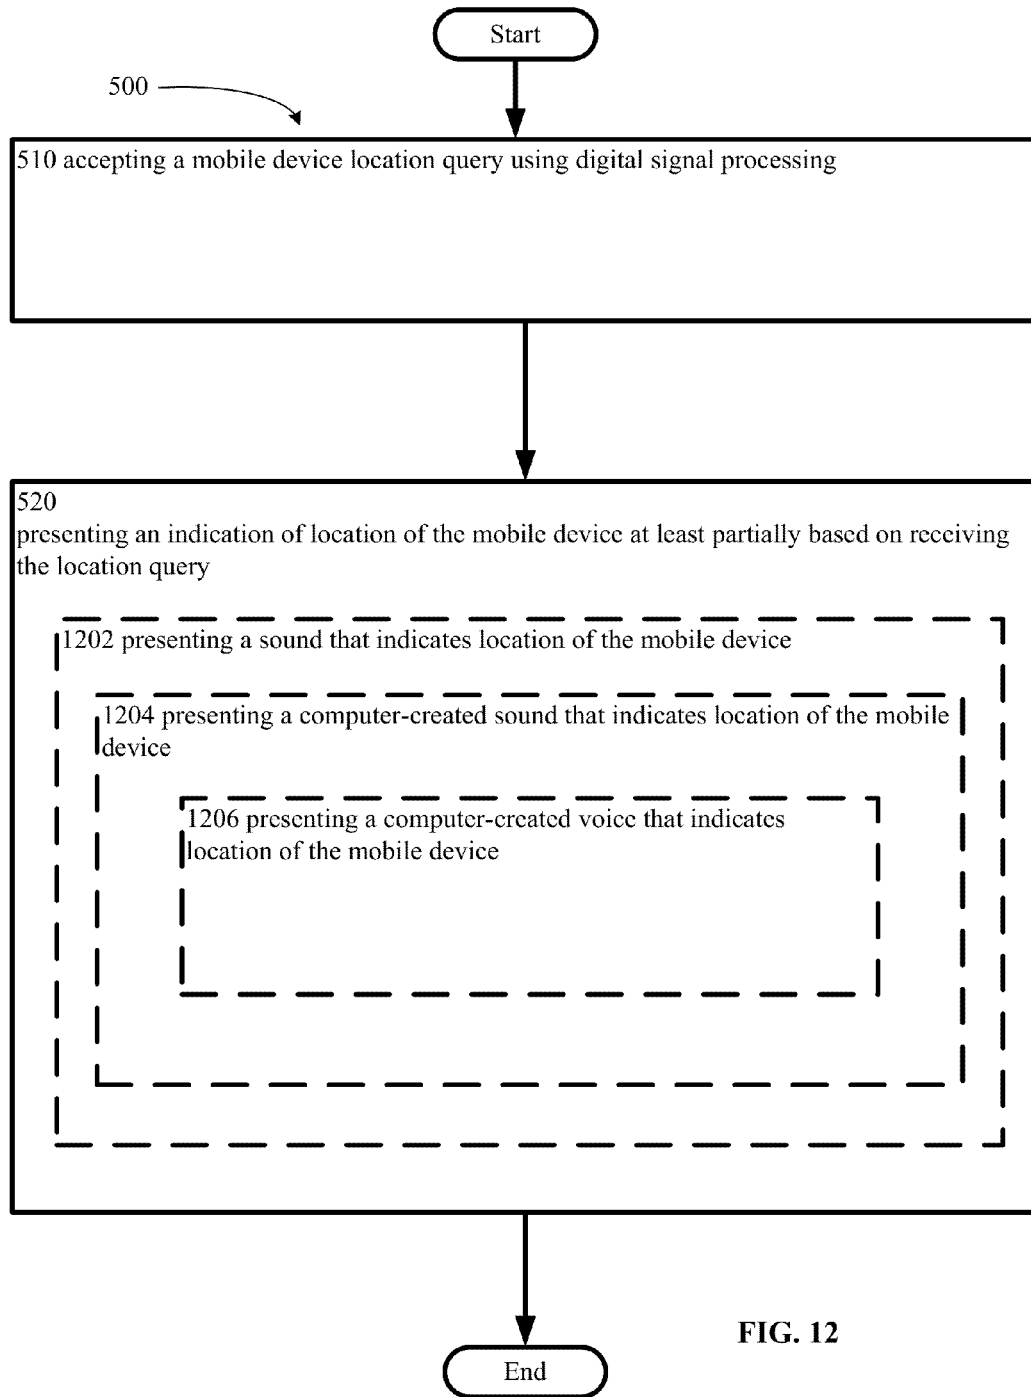 Start
500
510 accepting a mobile device location query using digital signal processing
520
presenting an indication of location of the mobile device at least partially based on receiving
the location query
1202 presenting a sound that indicates location of the mobile device
1204 presenting a computer-created sound that indicates location of the mobile
device
1206 presenting a computer-created voice that indicates
location of the mobile device
FIG. 12
End